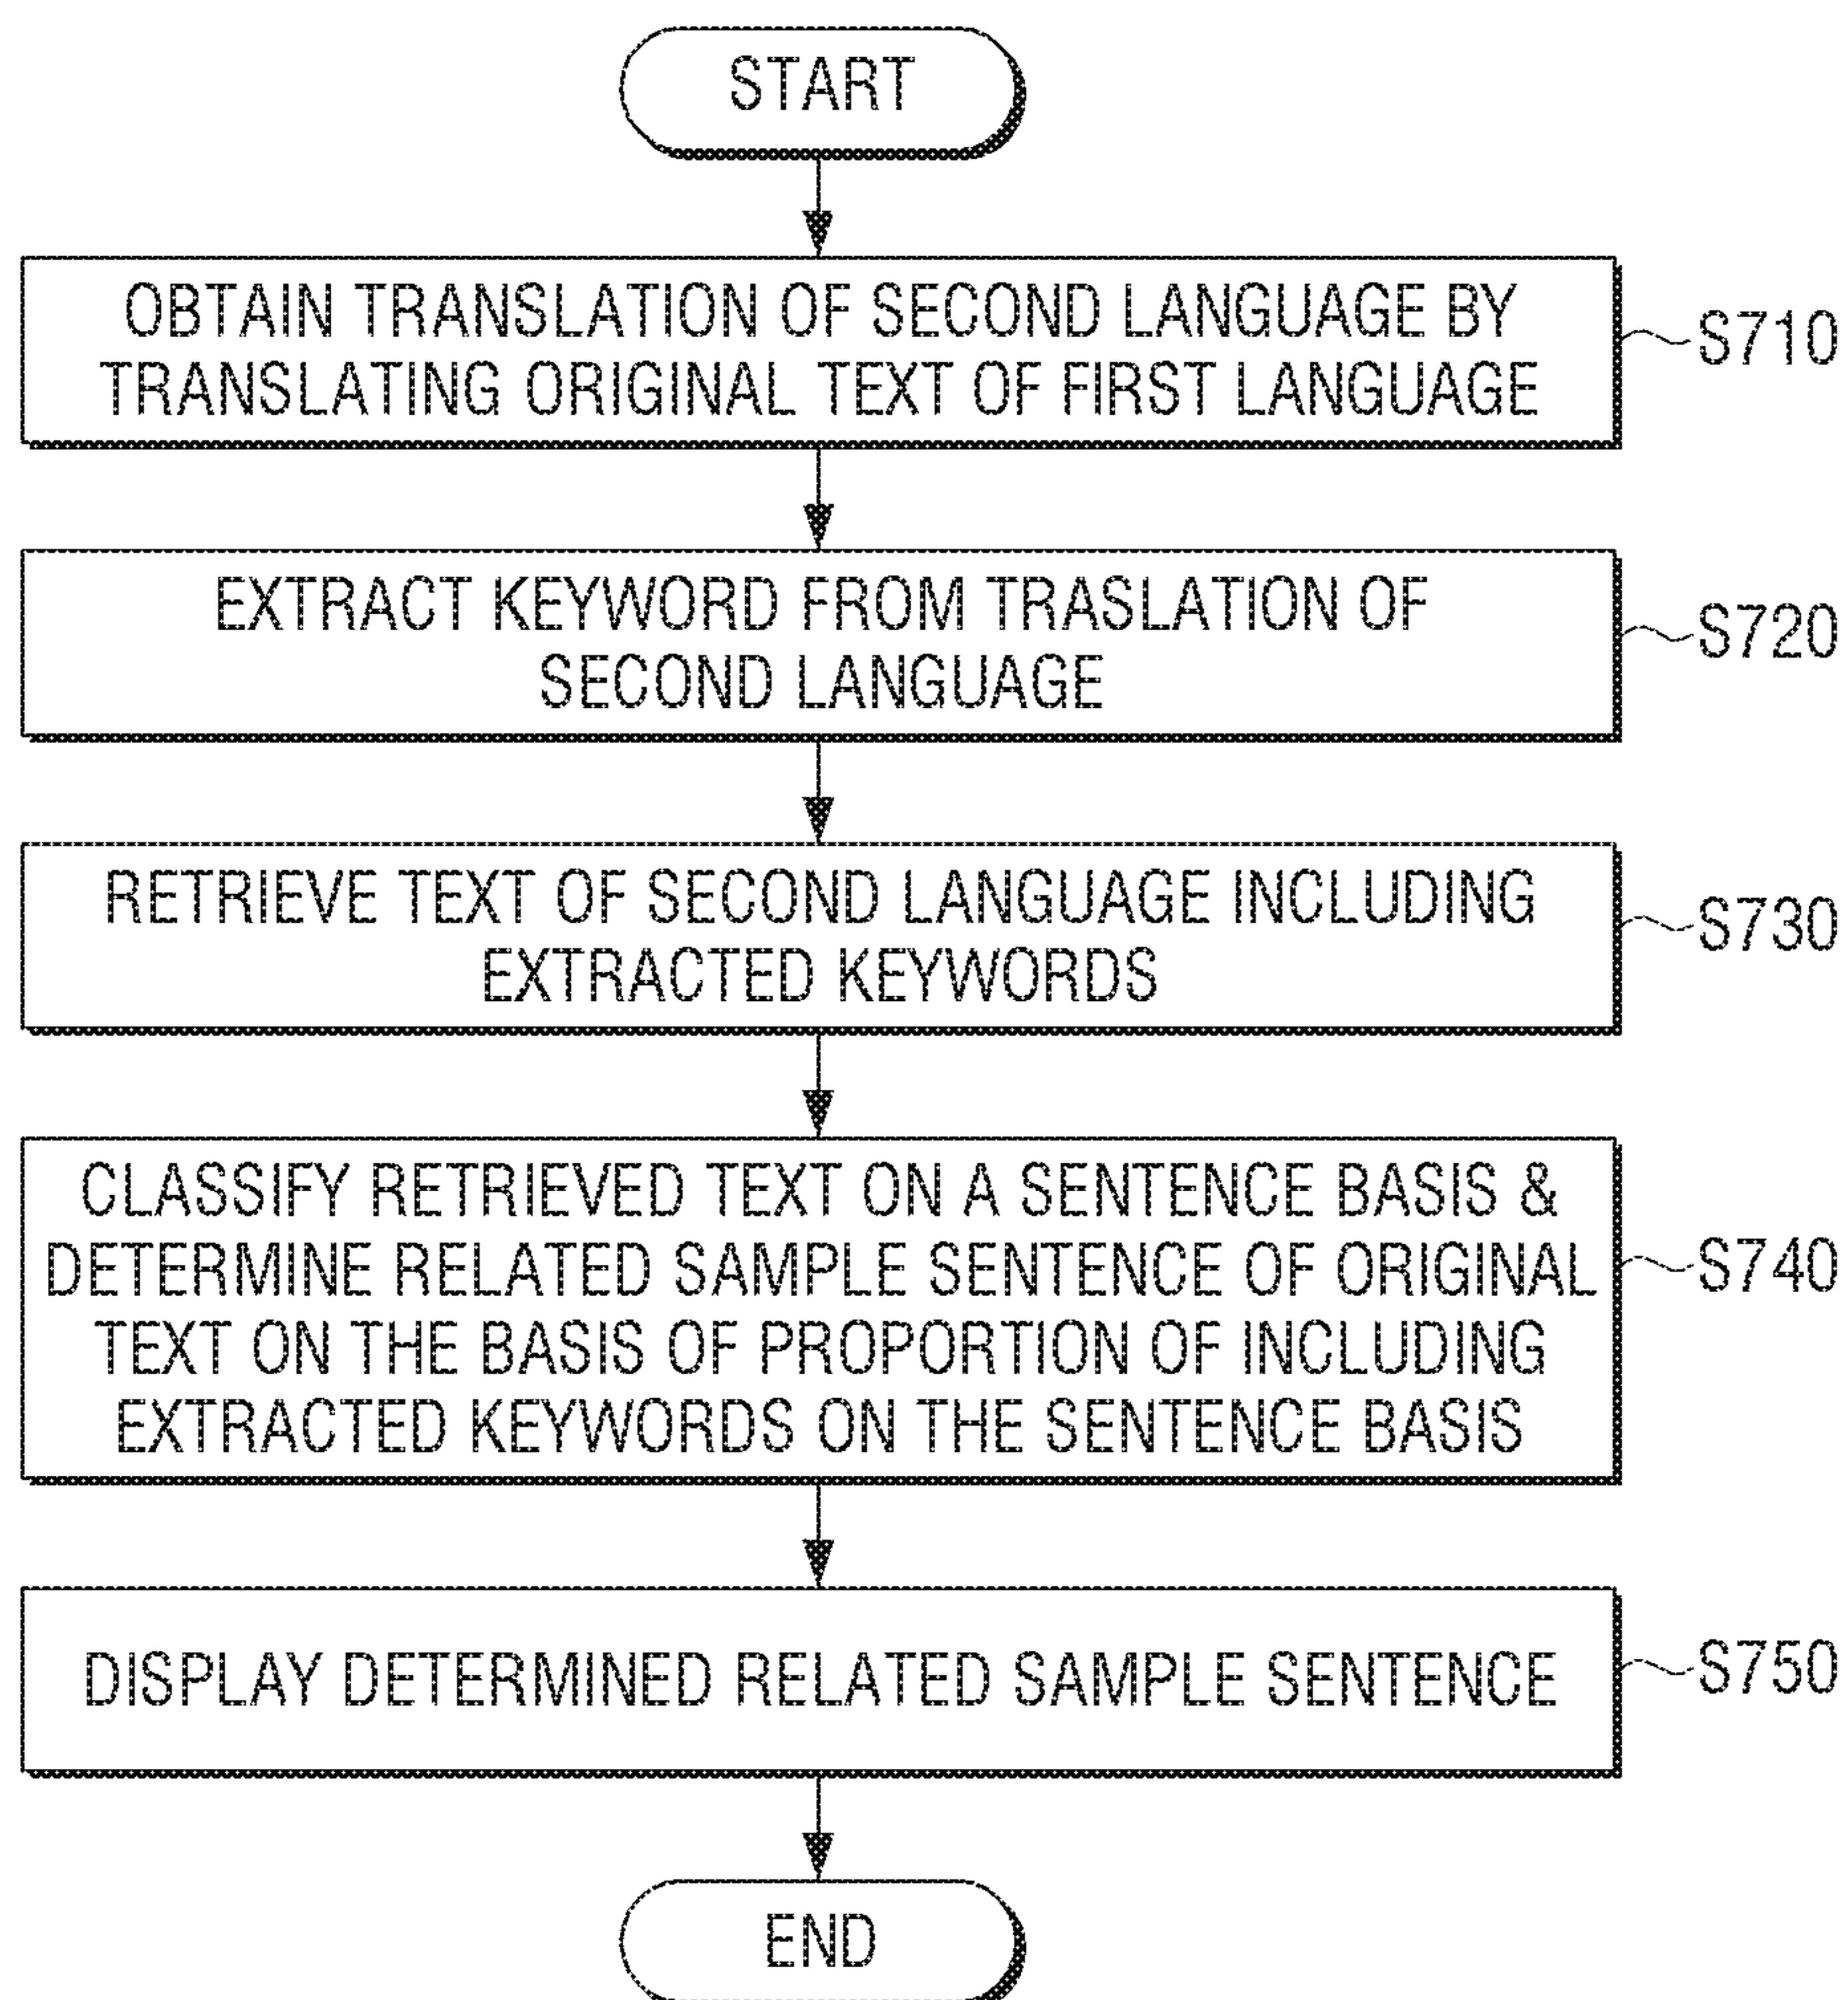 START
OBTAIN TRANSLATION OF SECOND LANGUAGE BY
TRANSLATING ORIGINAL TEXT OF FIRST LANGUAGE
S710
EXTRACT KEYWORD FROM TRASLATION OF
SECOND LANGUAGE
S720
RETRIEVE TEXT OF SECOND LANGUAGE INCLUDING
EXTRACTED KEYWORDS
S730
CLASSIFY RETRIEVED TEXT ON A SENTENCE BASIS &
DETERMINE RELATED SAMPLE SENTENCE OF ORIGINAL
TEXT ON THE BASIS OF PROPORTION OF INCLUDING
EXTRACTED KEYWORDS ON THE SENTENCE BASIS
S740
DISPLAY DETERMINED RELATED SAMPLE SENTENCE
S750
END